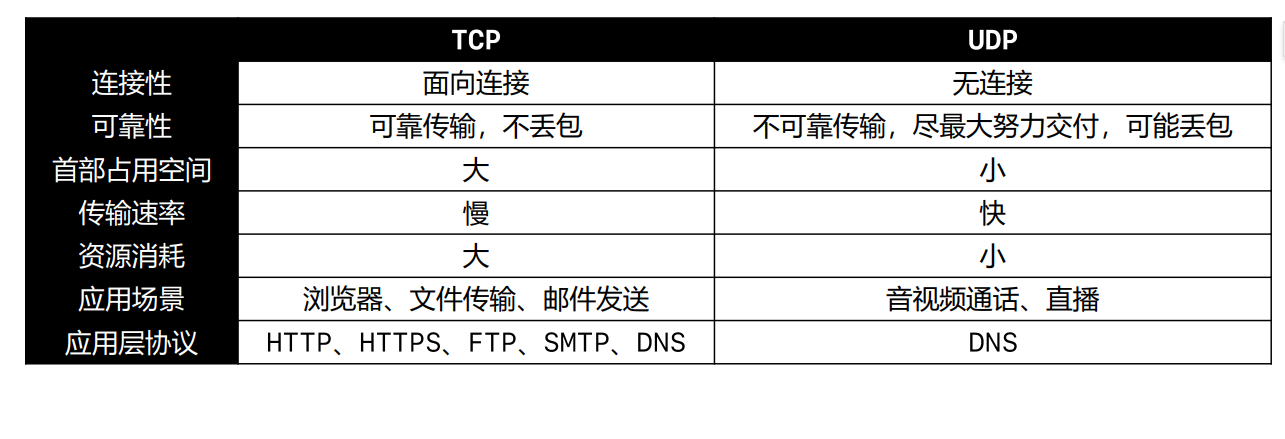 TCP UDP
连接性 面向连接 无连接
可靠性 可靠传输，不丢包 不可靠传输，尽最大努力交付，可能丢包
首部占用空间 大 小
传输速率 慢 快
资源消耗 大 小
应用场景 浏览器、文件传输、邮件发送 音视频通话、直播
应用层协议 HTTP、HTTPS、FTP、SMTP、DNS DNS